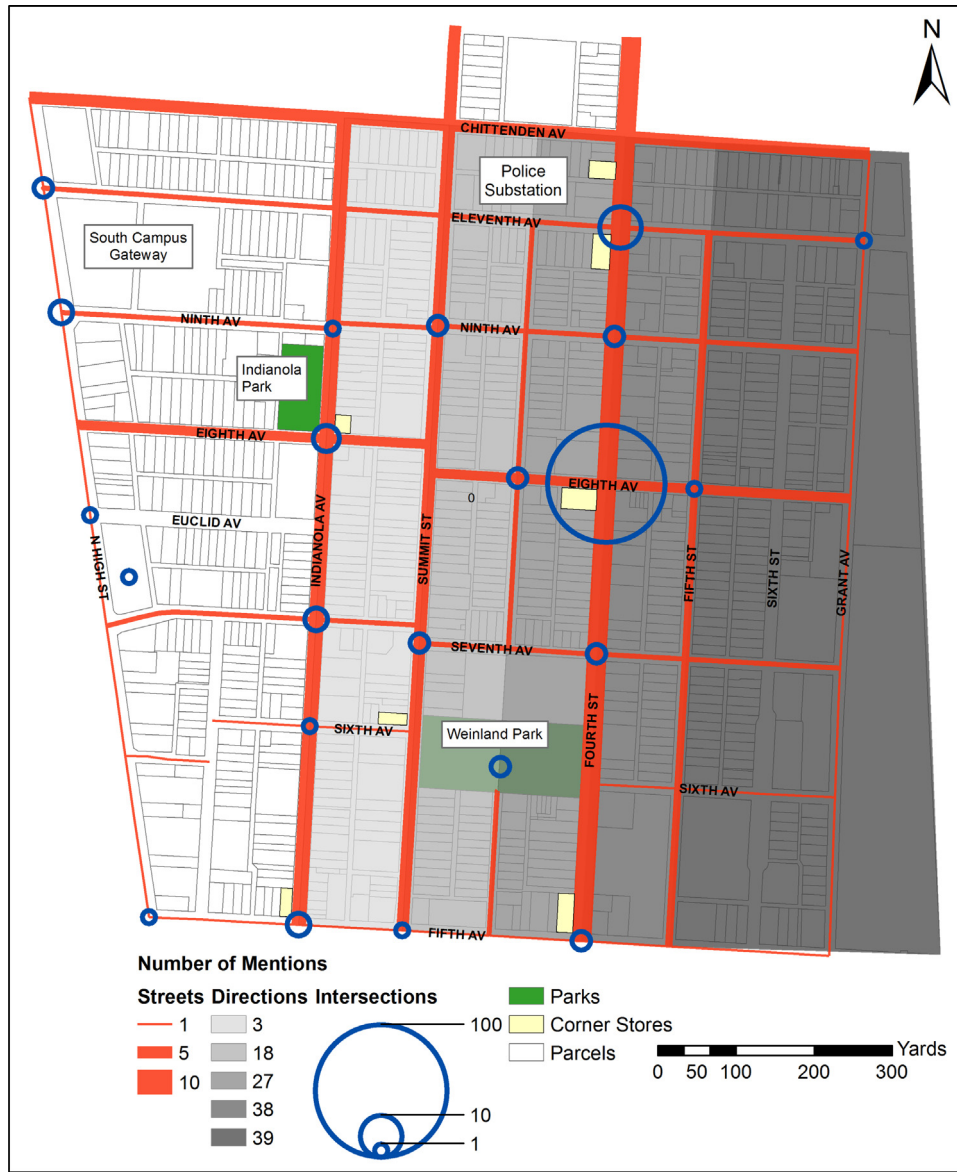 N
CHITTENDEN AV
Police
Substation
ELEVENTH AV
South Campus
Gateway
NINTH AV
NINTH AV
Indianola
Park
EIGHTH AV
EIGHTH AV
0
EUCLID AV
N HIGH ST
INDIANOLA AV
SUMMIT ST
FIFTH ST
SIXTH ST
GRANT AV
SEVENTH AV
FOURTH ST
SIXTH AV
Weinland Park
SIXTH AV
FIFTH AV
Number of Mentions
Streets Directions Intersections
1
5
10
3
18
27
38
39
100
10
1
Parks
Corner Stores
Parcels
Yards
0 50 100 200 300